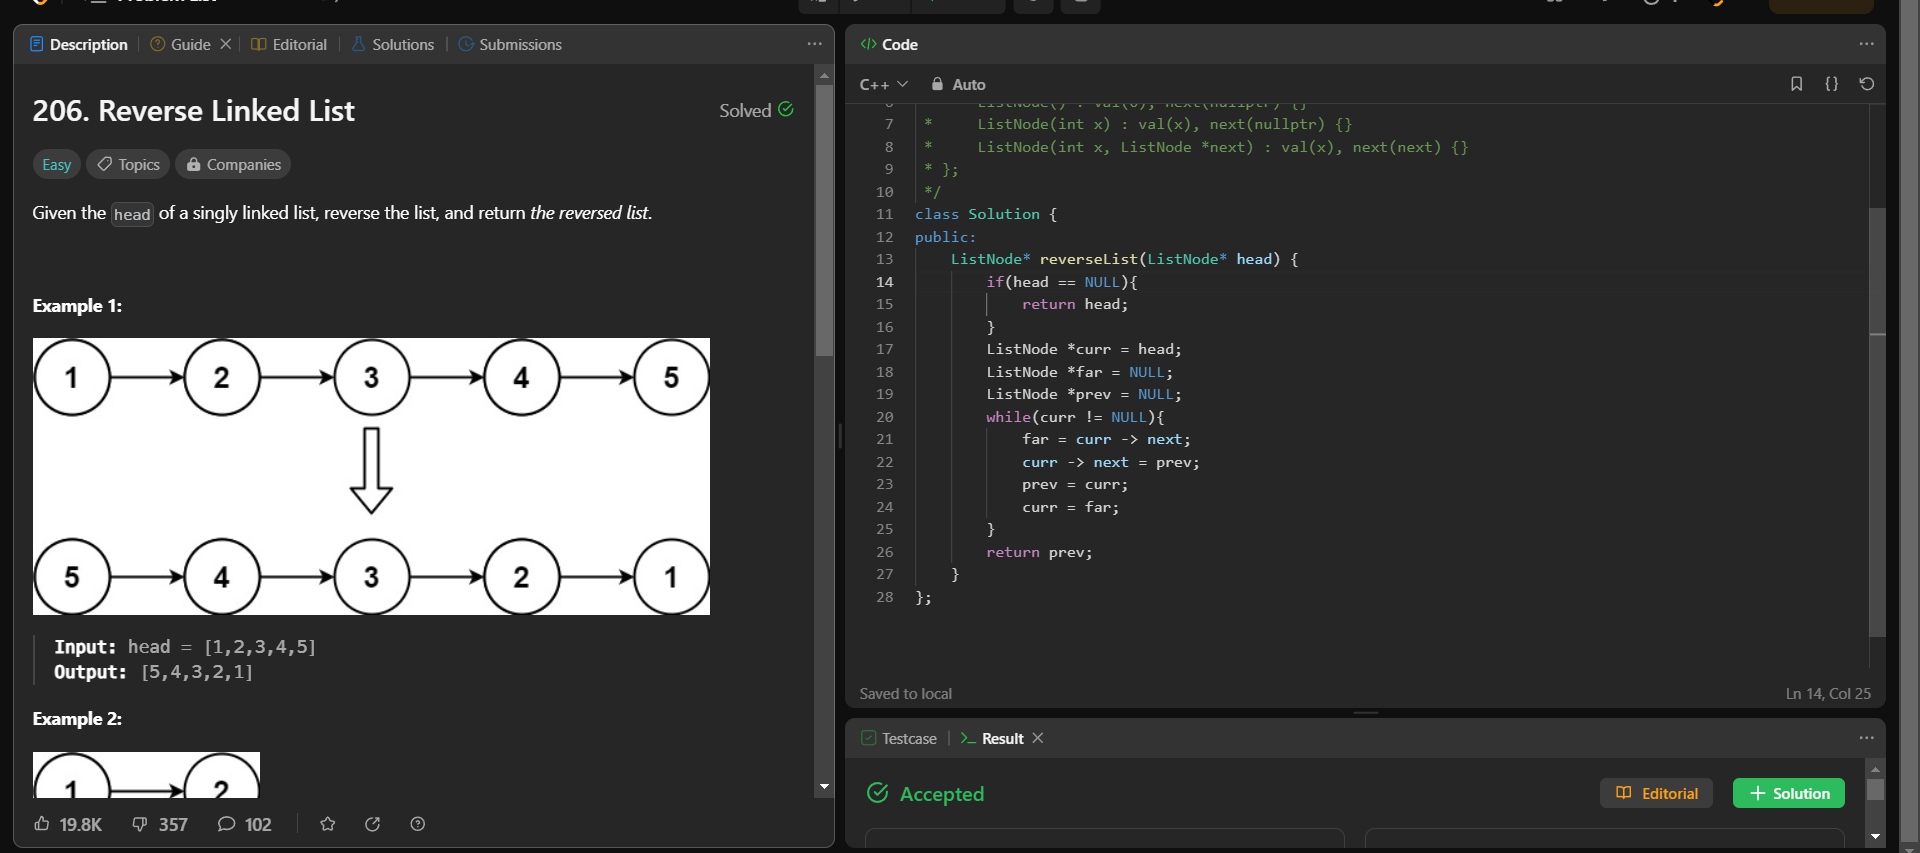 Description
Guide
Editorial
Solutions
Submissions
206. Reverse Linked List
Solved
Easy
Topics
Companies
Given the head of a singly linked list, reverse the list, and return the reversed list.
Example 1:
1 2 3 4 5
5 4 3 2 1
Input: head = [1,2,3,4,5]
Output: [5,4,3,2,1]
Example 2:
1 2
19.8K
357
102
</> Code
C++
Auto
7 * ListNode(int x) : val(x), next(nullptr) {}
8 * ListNode(int x, ListNode *next) : val(x), next(next) {}
9 * };
10 */
11 class Solution {
12 public:
13 ListNode* reverseList(ListNode* head) {
14 if(head == NULL){
15 return head;
16 }
17 ListNode *curr = head;
18 ListNode *far = NULL;
19 ListNode *prev = NULL;
20 while(curr != NULL){
21 far = curr -> next;
22 curr -> next = prev;
23 prev = curr;
24 curr = far;
25 }
26 return prev;
27 }
28 };
Saved to local
Ln 14, Col 25
Testcase
>_ Result
Accepted
Editorial
+ Solution